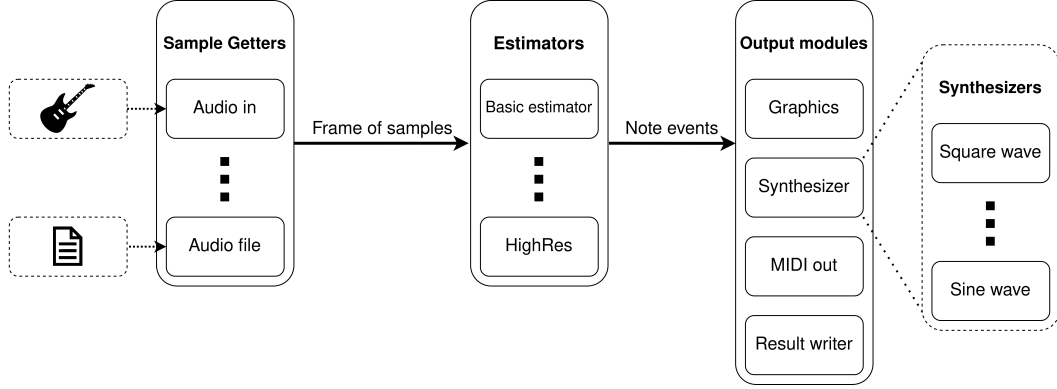 Sample Getters
Audio in
Audio file
Frame of samples
Estimators
Basic estimator
HighRes
Note events
Output modules
Graphics
Synthesizer
MIDI out
Result writer
Synthesizers
Square wave
Sine wave